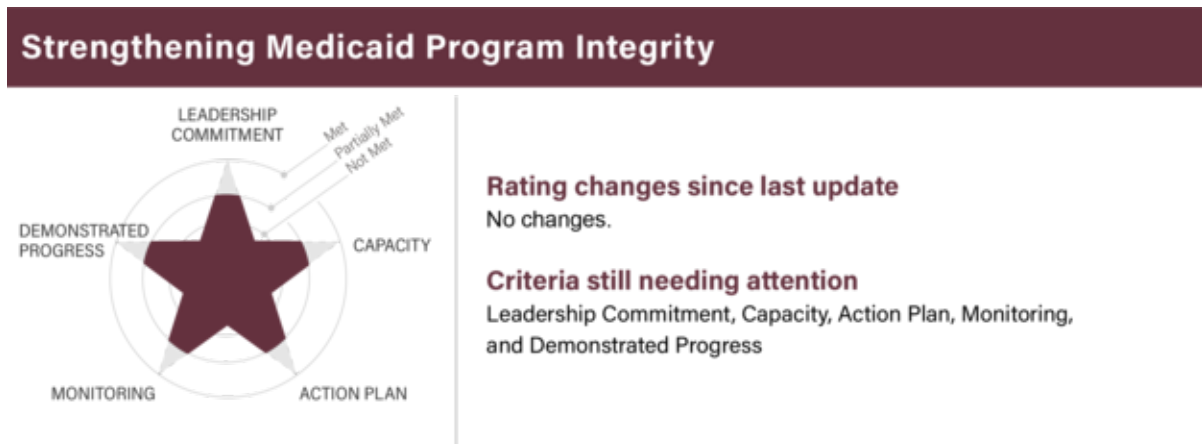 Strengthening Medicaid Program Integrity
LEADERSHIP
COMMITMENT
Met
Partially Met
Not Met
DEMONSTRATED
PROGRESS
CAPACITY
MONITORING
ACTION PLAN
Rating changes since last update
No changes.
Criteria still needing attention
Leadership Commitment, Capacity, Action Plan, Monitoring,
and Demonstrated Progress